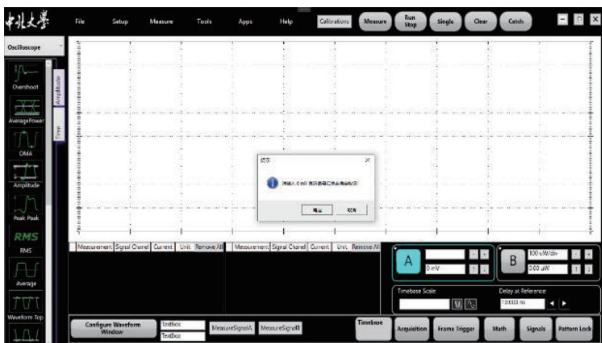 中北大学
File Setup Measure Tools Apps Help Calibrations Measure Run Stop Single Clear Catch
Oscilloscope
Amplitude
Time
Overshoot
AveragePower
OMA
Amplitude
Peak Peak
RMS
RMS
Average
Waveform Top
提示
确定 取消
Measurement Signal Chanel Current Unit Remove All Measurement Signal Chanel Current Unit Remove All
A
0 mV
B
100 uW/div
0.00 uW
Timebase Scale
Delay at Reference
Configure Waveform Window
TextBox
TextBox
MeasureSignalA MeasureSignalB
Timebase
Acquisition Frame Trigger Math Signals Pattern Lock